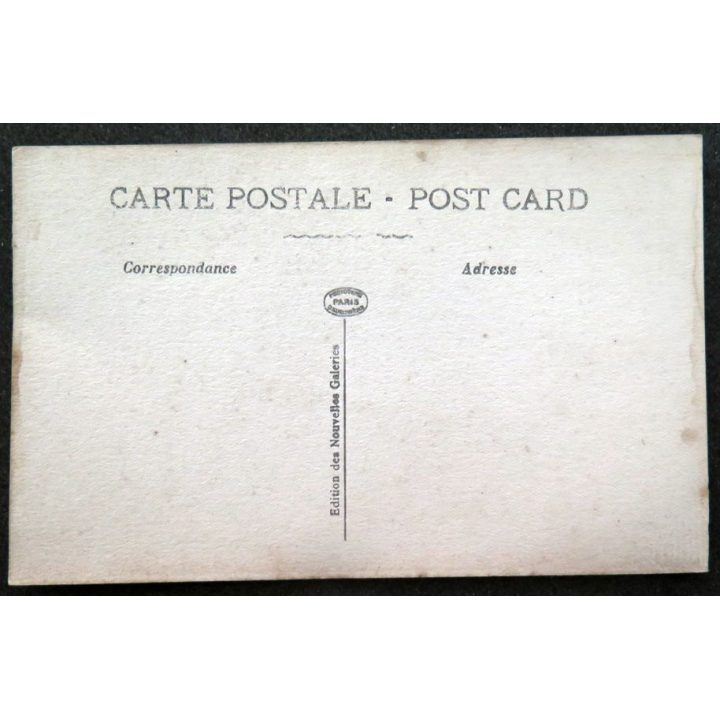 CARTE POSTALE - POST CARD
Correspondance
Adresse
PARIS
Edition des Nouvelles Galeries